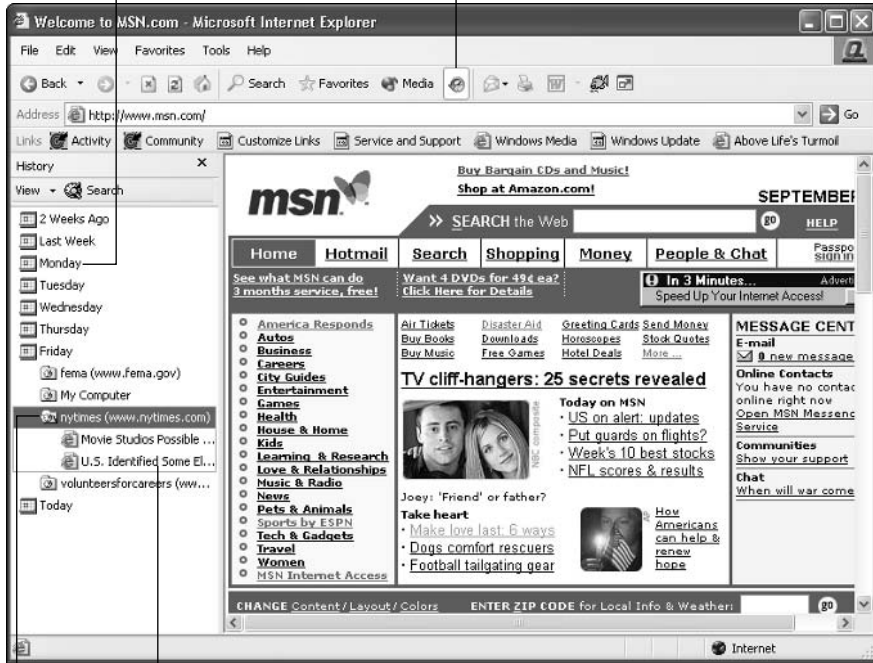 Welcome to MSN.com - Microsoft Internet Explorer
File Edit View Favorites Tools Help
Back Search Favorites Media
Address http://www.msn.com/ Go
Links Activity Community Customize Links Service and Support Windows Media Windows Update Above Life's Turmoil
History x
View Search
2 Weeks Ago
Last Week
Monday
Tuesday
Wednesday
Thursday
Friday
fema (www.fema.gov)
My Computer
nytimes (www.nytimes.com)
Movie Studios Possible ...
U.S. Identified Some El...
volunteersforcareers (ww...
Today
msn
Buy Bargain CDs and Music!
Shop at Amazon.com!
SEPTEMBER
>> SEARCH the Web go HELP
Home Hotmail Search Shopping Money People & Chat Passpo
sign in
See what MSN can do
3 months service, free!
Want 4 DVDs for 49¢ ea?
Click Here for Details
In 3 Minutes... Adverti
Speed Up Your Internet Access!
America Responds
Autos
Business
Careers
City Guides
Entertainment
Games
Health
House & Home
Kids
Learning & Research
Love & Relationships
Music & Radio
News
Pets & Animals
Sports by ESPN
Tech & Gadgets
Travel
Women
MSN Internet Access
Air Tickets Disaster Aid Greeting Cards Send Money
Buy Books Downloads Horoscopes Stock Quotes
Buy Music Free Games Hotel Deals More ...
TV cliff-hangers: 25 secrets revealed
NBC composite
Joey: 'Friend' or father?
Today on MSN
· US on alert: updates
· Put guards on flights?
· Week's 10 best stocks
· NFL scores & results
Take heart
· Make love last: 6 ways
· Dogs comfort rescuers
· Football tailgating gear
AP
How
Americans
can help &
renew
hope
MESSAGE CENT
E-mail
0 new message
Online Contacts
You have no contac
online right now
Open MSN Messenc
Service
Communities
Show your support
Chat
When will war come
CHANGE Content / Layout / Colors ENTER ZIP CODE for Local Info & Weather: go
Internet